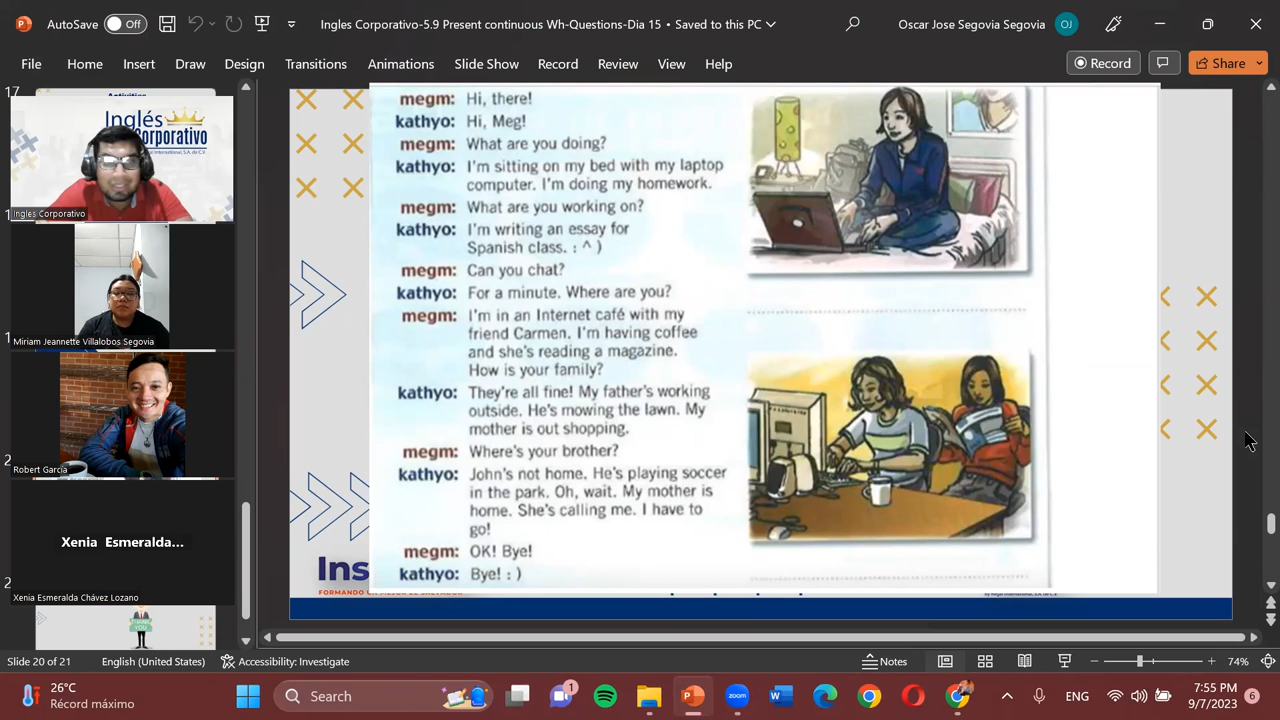 AutoSave Off
Ingles Corporativo-5.9 Present continuous Wh-Questions-Dia 15 • Saved to this PC
Oscar Jose Segovia Segovia OJ
File Home Insert Draw Design Transitions Animations Slide Show Record Review View Help
Record
Share
17
Inglés
Corporativo
Ingles Corporativo
Miriam Jeannette Villalobos Segovia
Robert García
Xenia Esmeralda...
Xenia Esmeralda Chávez Lozano
THANK
YOU
megm: Hi, there!
kathyo: Hi, Meg!
megm: What are you doing?
kathyo: I'm sitting on my bed with my laptop
computer. I'm doing my homework.
megm: What are you working on?
kathyo: I'm writing an essay for
Spanish class. : ^ )
megm: Can you chat?
kathyo: For a minute. Where are you?
megm: I'm in an Internet café with my
friend Carmen. I'm having coffee
and she's reading a magazine.
How is your family?
kathyo: They're all fine! My father's working
outside. He's mowing the lawn. My
mother is out shopping.
megm: Where's your brother?
kathyo: John's not home. He's playing soccer
in the park. Oh, wait. My mother is
home. She's calling me. I have to
go!
megm: OK! Bye!
kathyo: Bye! : )
Ins
Slide 20 of 21
English (United States)
Accessibility: Investigate
Notes
74%
26°C
Récord máximo
Search
1
zoom
ENG
7:55 PM
9/7/2023
6